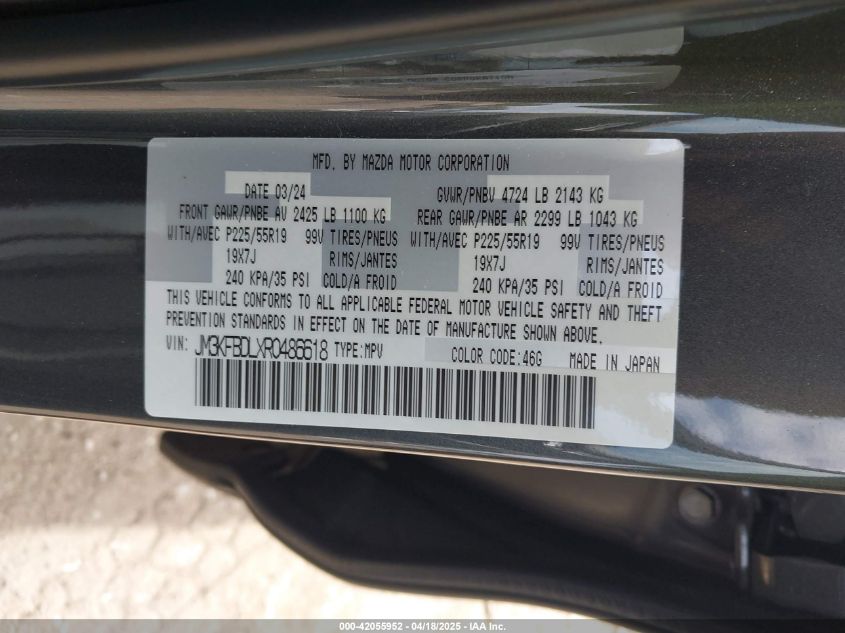 MFD. BY MAZDA MOTOR CORPORATION
DATE 03/24 GVWR/PNBV 4724 LB 2143 KG
FRONT GAWR/PNBE AV 2425 LB 1100 KG REAR GAWR/PNBE AR 2299 LB 1043 KG
WITH/AVEC P225/55R19 99V TIRES/PNEUS WITH/AVEC P225/55R19 99V TIRES/PNEUS
19X7J RIMS/JANTES 19X7J RIMS/JANTES
240 KPA/35 PSI COLD/A FROID 240 KPA/35 PSI COLD/A FROID
THIS VEHICLE CONFORMS TO ALL APPLICABLE FEDERAL MOTOR VEHICLE SAFETY AND THEFT
PREVENTION STANDARDS IN EFFECT ON THE DATE OF MANUFACTURE SHOWN ABOVE.
VIN: JM3KFBDLXR0486618 TYPE:MPV COLOR CODE:46G MADE IN JAPAN
000-42055952 - 04/18/2025 - IAA Inc.